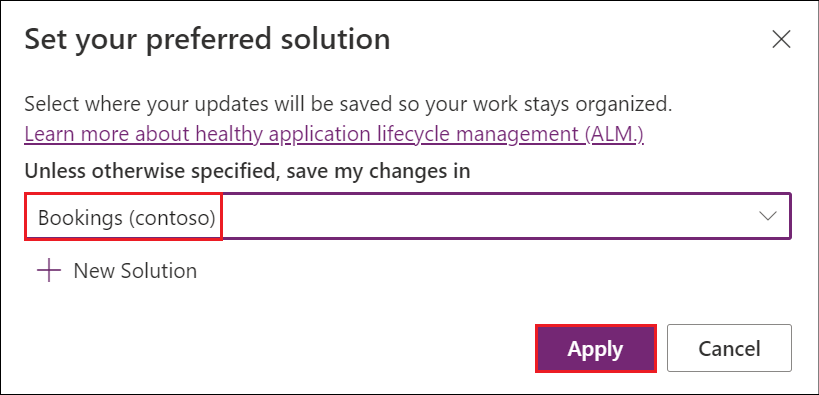 Set your preferred solution
Select where your updates will be saved so your work stays organized.
Learn more about healthy application lifecycle management (ALM.)
Unless otherwise specified, save my changes in
Bookings (contoso)
New Solution
Apply
Cancel